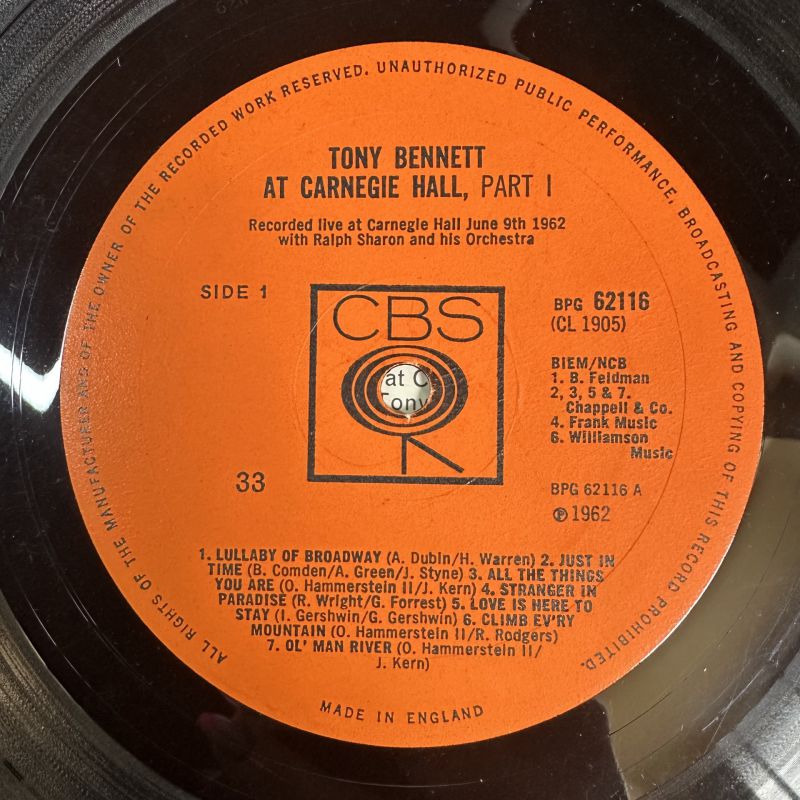 ALL RIGHTS OF THE MANUFACTURER AND OF THE OWNER OF THE RECORDED WORK RESERVED. UNAUTHORIZED PUBLIC PERFORMANCE, BROADCASTING AND COPYING OF THIS RECORD PROHIBITED.
TONY BENNETT
AT CARNEGIE HALL, PART I
Recorded live at Carnegie Hall June 9th 1962
with Ralph Sharon and his Orchestra
SIDE 1
CBS
at C
Tony
33
BPG 62116
(CL 1905)
BIEM/NCB
1. B. Feldman
2, 3, 5 & 7.
Chappell & Co.
4. Frank Music
6. Williamson
Music
BPG 62116 A
℗ 1962
1. LULLABY OF BROADWAY (A. Dubin/H. Warren) 2. JUST IN
TIME (B. Comden/A. Green/J. Styne) 3. ALL THE THINGS
YOU ARE (O. Hammerstein II/J. Kern) 4. STRANGER IN
PARADISE (R. Wright/G. Forrest) 5. LOVE IS HERE TO
STAY (I. Gershwin/G. Gershwin) 6. CLIMB EV'RY
MOUNTAIN (O. Hammerstein II/R. Rodgers)
7. OL' MAN RIVER (O. Hammerstein II/
J. Kern)
MADE IN ENGLAND